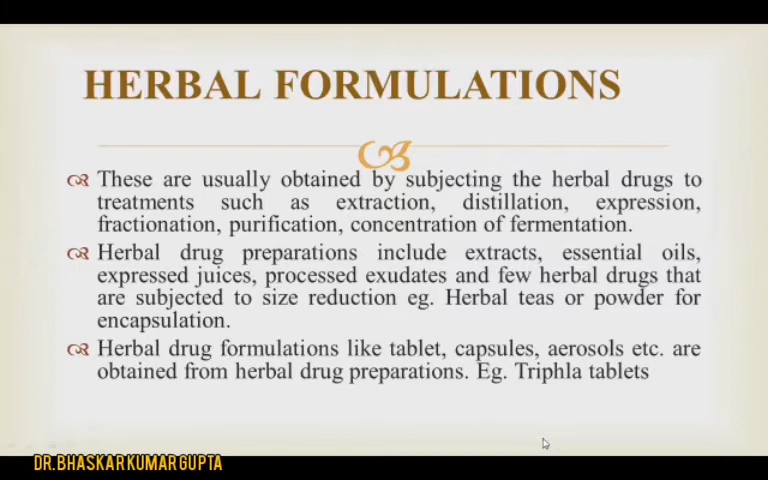 HERBAL FORMULATIONS
These are usually obtained by subjecting the herbal drugs to
treatments such as extraction, distillation, expression,
fractionation, purification, concentration of fermentation.
Herbal drug preparations include extracts, essential oils,
expressed juices, processed exudates and few herbal drugs that
are subjected to size reduction eg. Herbal teas or powder for
encapsulation.
Herbal drug formulations like tablet, capsules, aerosols etc. are
obtained from herbal drug preparations. Eg. Triphla tablets
DR.BHASKAR KUMAR GUPTA